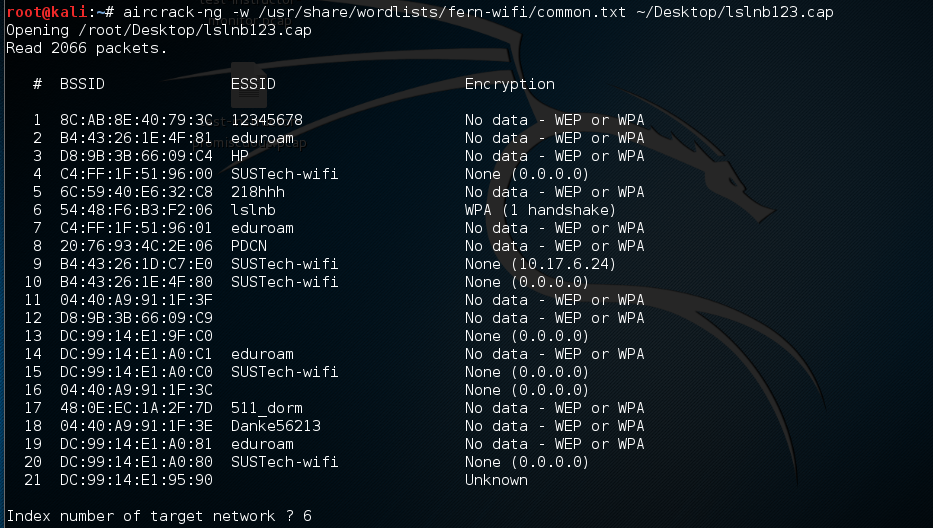 root@kali:~# aircrack-ng -w /usr/share/wordlists/fern-wifi/common.txt ~/Desktop/lslnb123.cap
Opening /root/Desktop/lslnb123.cap
Read 2066 packets.
# BSSID ESSID Encryption
1 8C:AB:8E:40:79:3C 12345678 No data - WEP or WPA
2 B4:43:26:1E:4F:81 eduroam No data - WEP or WPA
3 D8:9B:3B:66:09:C4 HP No data - WEP or WPA
4 C4:FF:1F:51:96:00 SUSTech-wifi None (0.0.0.0)
5 6C:59:40:E6:32:C8 218hhh No data - WEP or WPA
6 54:48:F6:B3:F2:06 lslnb WPA (1 handshake)
7 C4:FF:1F:51:96:01 eduroam No data - WEP or WPA
8 20:76:93:4C:2E:06 PDCN No data - WEP or WPA
9 B4:43:26:1D:C7:E0 SUSTech-wifi None (10.17.6.24)
10 B4:43:26:1E:4F:80 SUSTech-wifi None (0.0.0.0)
11 04:40:A9:91:1F:3F No data - WEP or WPA
12 D8:9B:3B:66:09:C9 No data - WEP or WPA
13 DC:99:14:E1:9F:C0 None (0.0.0.0)
14 DC:99:14:E1:A0:C1 eduroam No data - WEP or WPA
15 DC:99:14:E1:A0:C0 SUSTech-wifi None (0.0.0.0)
16 04:40:A9:91:1F:3C None (0.0.0.0)
17 48:0E:EC:1A:2F:7D 511_dorm No data - WEP or WPA
18 04:40:A9:91:1F:3E Danke56213 No data - WEP or WPA
19 DC:99:14:E1:A0:81 eduroam No data - WEP or WPA
20 DC:99:14:E1:A0:80 SUSTech-wifi None (0.0.0.0)
21 DC:99:14:E1:95:90 Unknown
Index number of target network ? 6